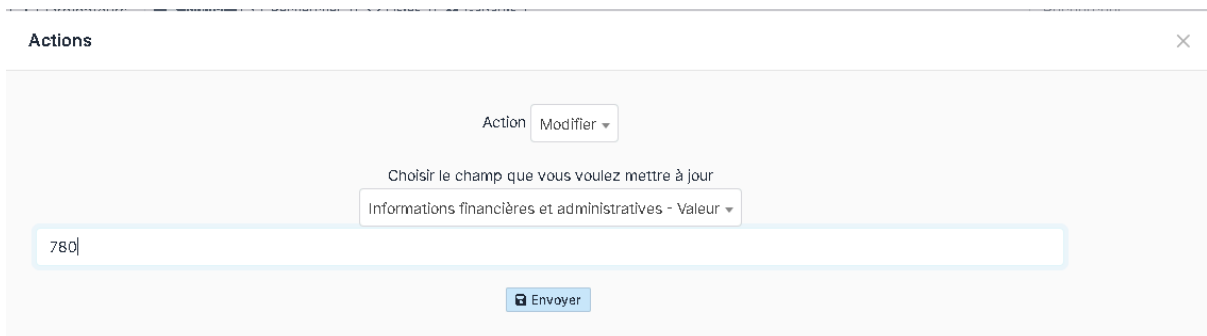 Actions
Action Modifier
Choisir le champ que vous voulez mettre à jour
Informations financières et administratives - Valeur
780
Envoyer